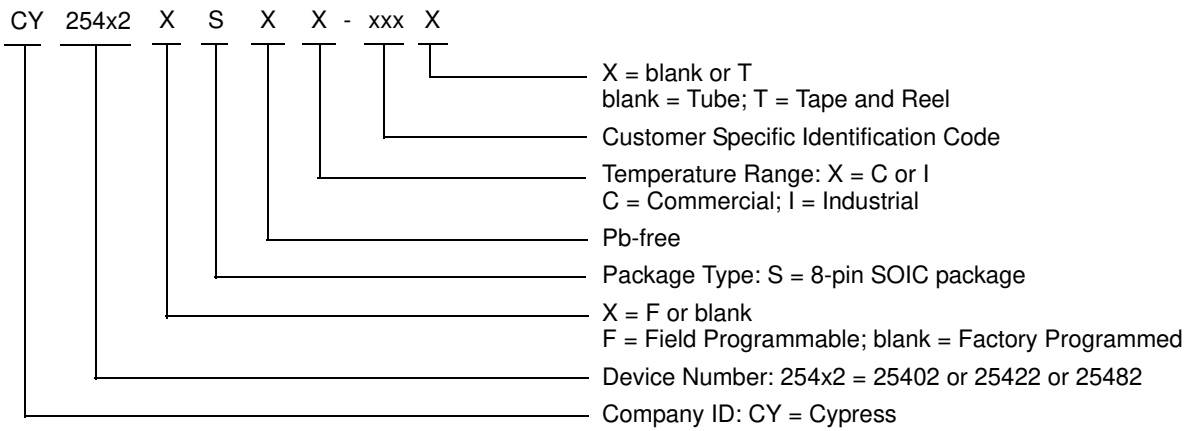 CY 254x2 X S X X - xxx X
X = blank or T
blank = Tube; T = Tape and Reel
Customer Specific Identification Code
Temperature Range: X = C or I
C = Commercial; I = Industrial
Pb-free
Package Type: S = 8-pin SOIC package
X = F or blank
F = Field Programmable; blank = Factory Programmed
Device Number: 254x2 = 25402 or 25422 or 25482
Company ID: CY = Cypress